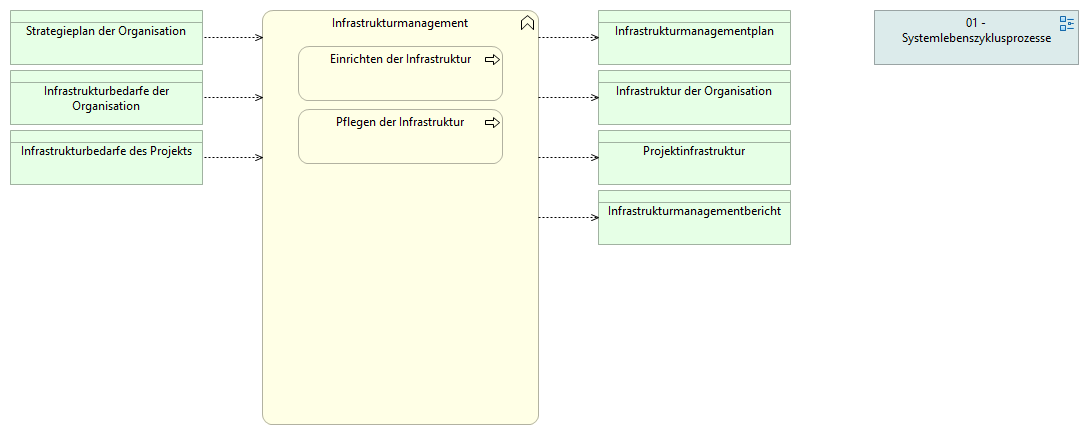 Strategieplan der Organisation
Infrastrukturbedarfe der
Organisation
Infrastrukturbedarfe des Projekts
Infrastrukturmanagement
Einrichten der Infrastruktur
Pflegen der Infrastruktur
Infrastrukturmanagementplan
Infrastruktur der Organisation
Projektinfrastruktur
Infrastrukturmanagementbericht
01 -
Systemlebenszyklusprozesse